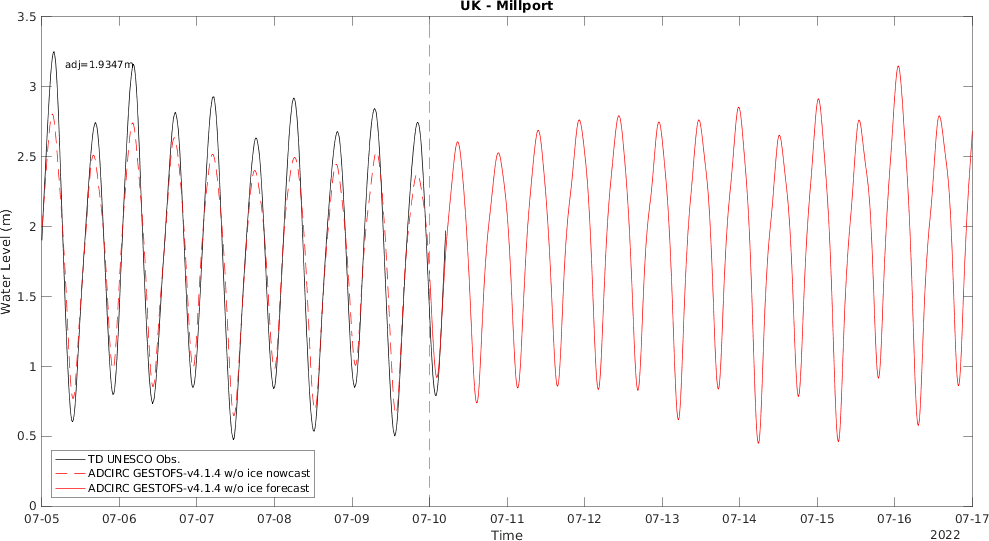 UK - Millport
3.5
3
2.5
2
1.5
1
0.5
0
Water Level (m)
adj=1.9347m
TD UNESCO Obs.
ADCIRC GESTOFS-v4.1.4 w/o ice nowcast
ADCIRC GESTOFS-v4.1.4 w/o ice forecast
07-05 07-06 07-07 07-08 07-09 07-10 07-11 07-12 07-13 07-14 07-15 07-16 07-17
Time
2022